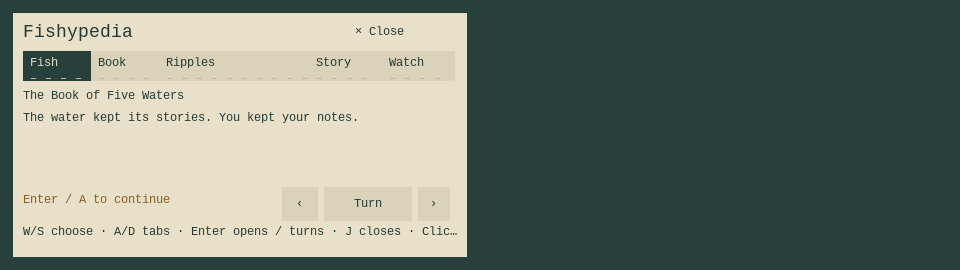 Fishypedia
× Close
Fish Book Ripples Story Watch
The Book of Five Waters
The water kept its stories. You kept your notes.
Enter / A to continue
‹ Turn ›
W/S choose · A/D tabs · Enter opens / turns · J closes · Clic…